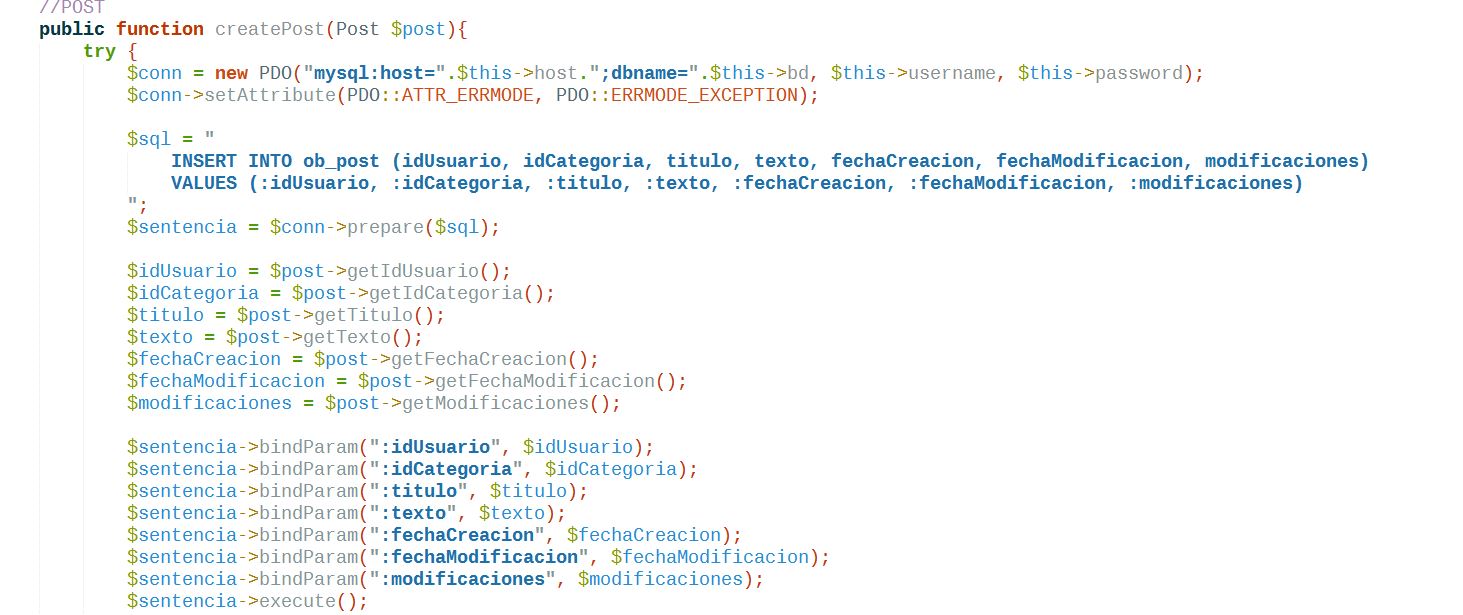 //POST
public function createPost(Post $post){
try {
$conn = new PDO("mysql:host=".$this->host.";dbname=".$this->bd, $this->username, $this->password);
$conn->setAttribute(PDO::ATTR_ERRMODE, PDO::ERRMODE_EXCEPTION);
$sql = "
INSERT INTO ob_post (idUsuario, idCategoria, titulo, texto, fechaCreacion, fechaModificacion, modificaciones)
VALUES (:idUsuario, :idCategoria, :titulo, :texto, :fechaCreacion, :fechaModificacion, :modificaciones)
";
$sentencia = $conn->prepare($sql);
$idUsuario = $post->getIdUsuario();
$idCategoria = $post->getIdCategoria();
$titulo = $post->getTitulo();
$texto = $post->getTexto();
$fechaCreacion = $post->getFechaCreacion();
$fechaModificacion = $post->getFechaModificacion();
$modificaciones = $post->getModificaciones();
$sentencia->bindParam(":idUsuario", $idUsuario);
$sentencia->bindParam(":idCategoria", $idCategoria);
$sentencia->bindParam(":titulo", $titulo);
$sentencia->bindParam(":texto", $texto);
$sentencia->bindParam(":fechaCreacion", $fechaCreacion);
$sentencia->bindParam(":fechaModificacion", $fechaModificacion);
$sentencia->bindParam(":modificaciones", $modificaciones);
$sentencia->execute();